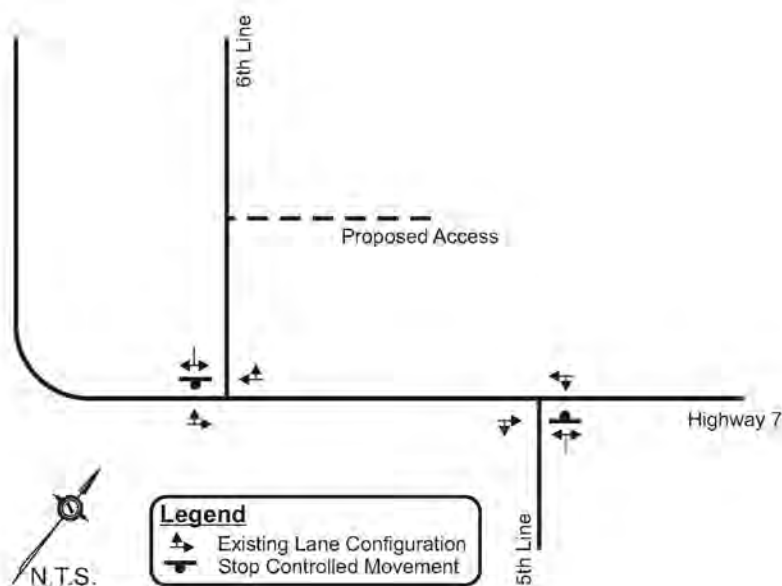 6th Line
Proposed Access
Highway 7
5th Line
N.T.S.
Legend
Existing Lane Configuration
Stop Controlled Movement